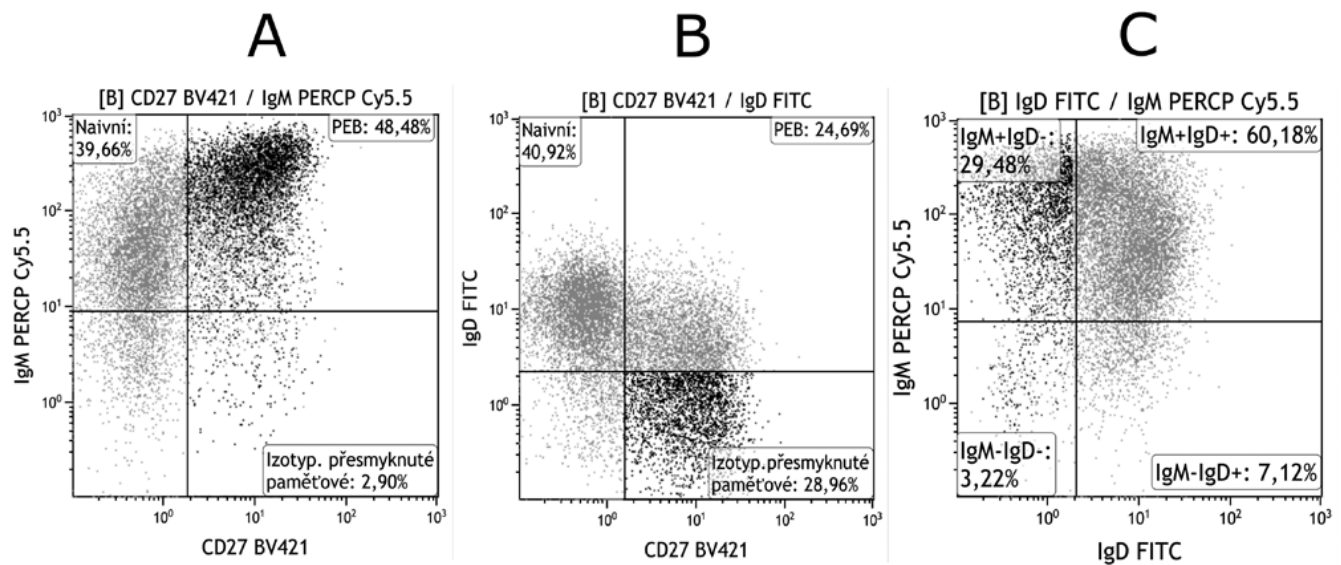 A
[B] CD27 BV421 / IgM PERCP Cy5.5
10³
10²
10¹
10⁰
IgM PERCP Cy5.5
Naivní:
39,66%
PEB: 48,48%
Izotyp. přesmyknuté
paměťové: 2,90%
10⁰ 10¹ 10² 10³
CD27 BV421
B
[B] CD27 BV421 / IgD FITC
10³
10²
10¹
10⁰
IgD FITC
Naivní:
40,92%
PEB: 24,69%
Izotyp.přesmyknuté
paměťové: 28,96%
10⁰ 10¹ 10² 10³
CD27 BV421
C
[B] IgD FITC / IgM PERCP Cy5.5
10³
10²
10¹
10⁰
IgM PERCP Cy5.5
IgM+IgD-:
29,48%
IgM+IgD+: 60,18%
IgM-IgD-:
3,22%
IgM-IgD+: 7,12%
10⁰ 10¹ 10² 10³
IgD FITC